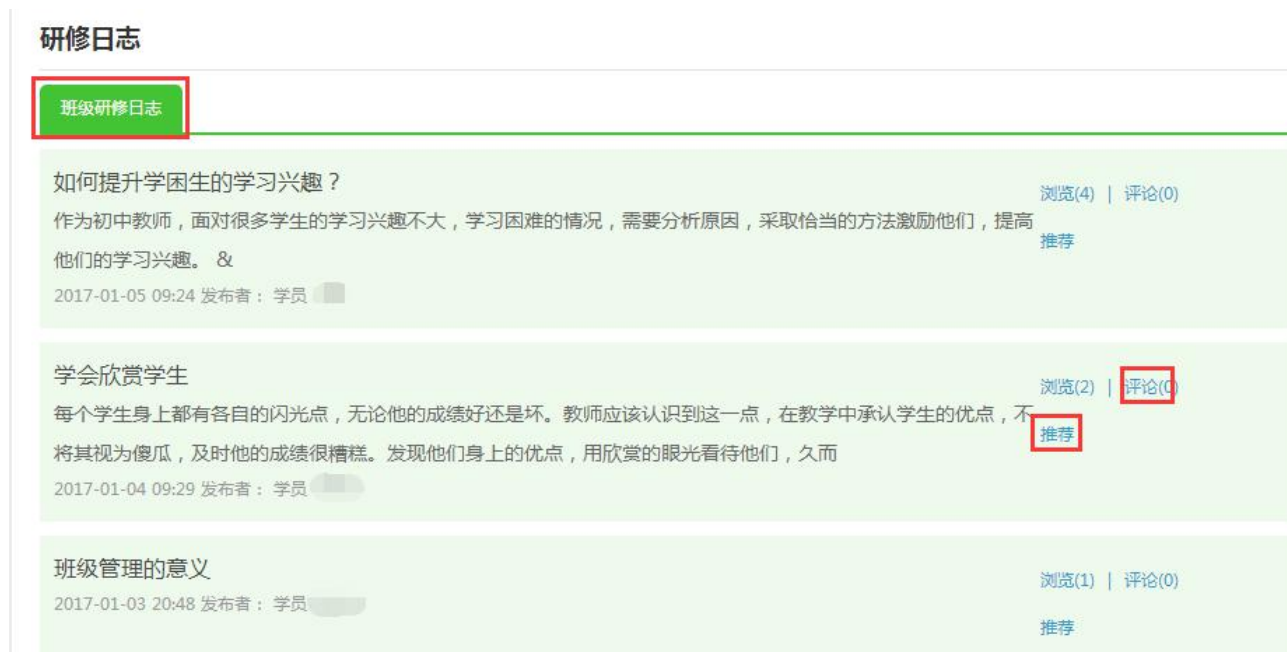 研修日志
班级研修日志
如何提升学困生的学习兴趣？
浏览(4) | 评论(0)
作为初中教师，面对很多学生的学习兴趣不大，学习困难的情况，需要分析原因，采取恰当的方法激励他们，提高
推荐
他们的学习兴趣。 &
2017-01-05 09:24 发布者： 学员
学会欣赏学生
浏览(2) | 评论(0)
每个学生身上都有各自的闪光点，无论他的成绩好还是坏。教师应该认识到这一点，在教学中承认学生的优点，不
推荐
将其视为傻瓜，及时他的成绩很糟糕。发现他们身上的优点，用欣赏的眼光看待他们，久而
2017-01-04 09:29 发布者： 学员
班级管理的意义
浏览(1) | 评论(0)
2017-01-03 20:48 发布者： 学员
推荐